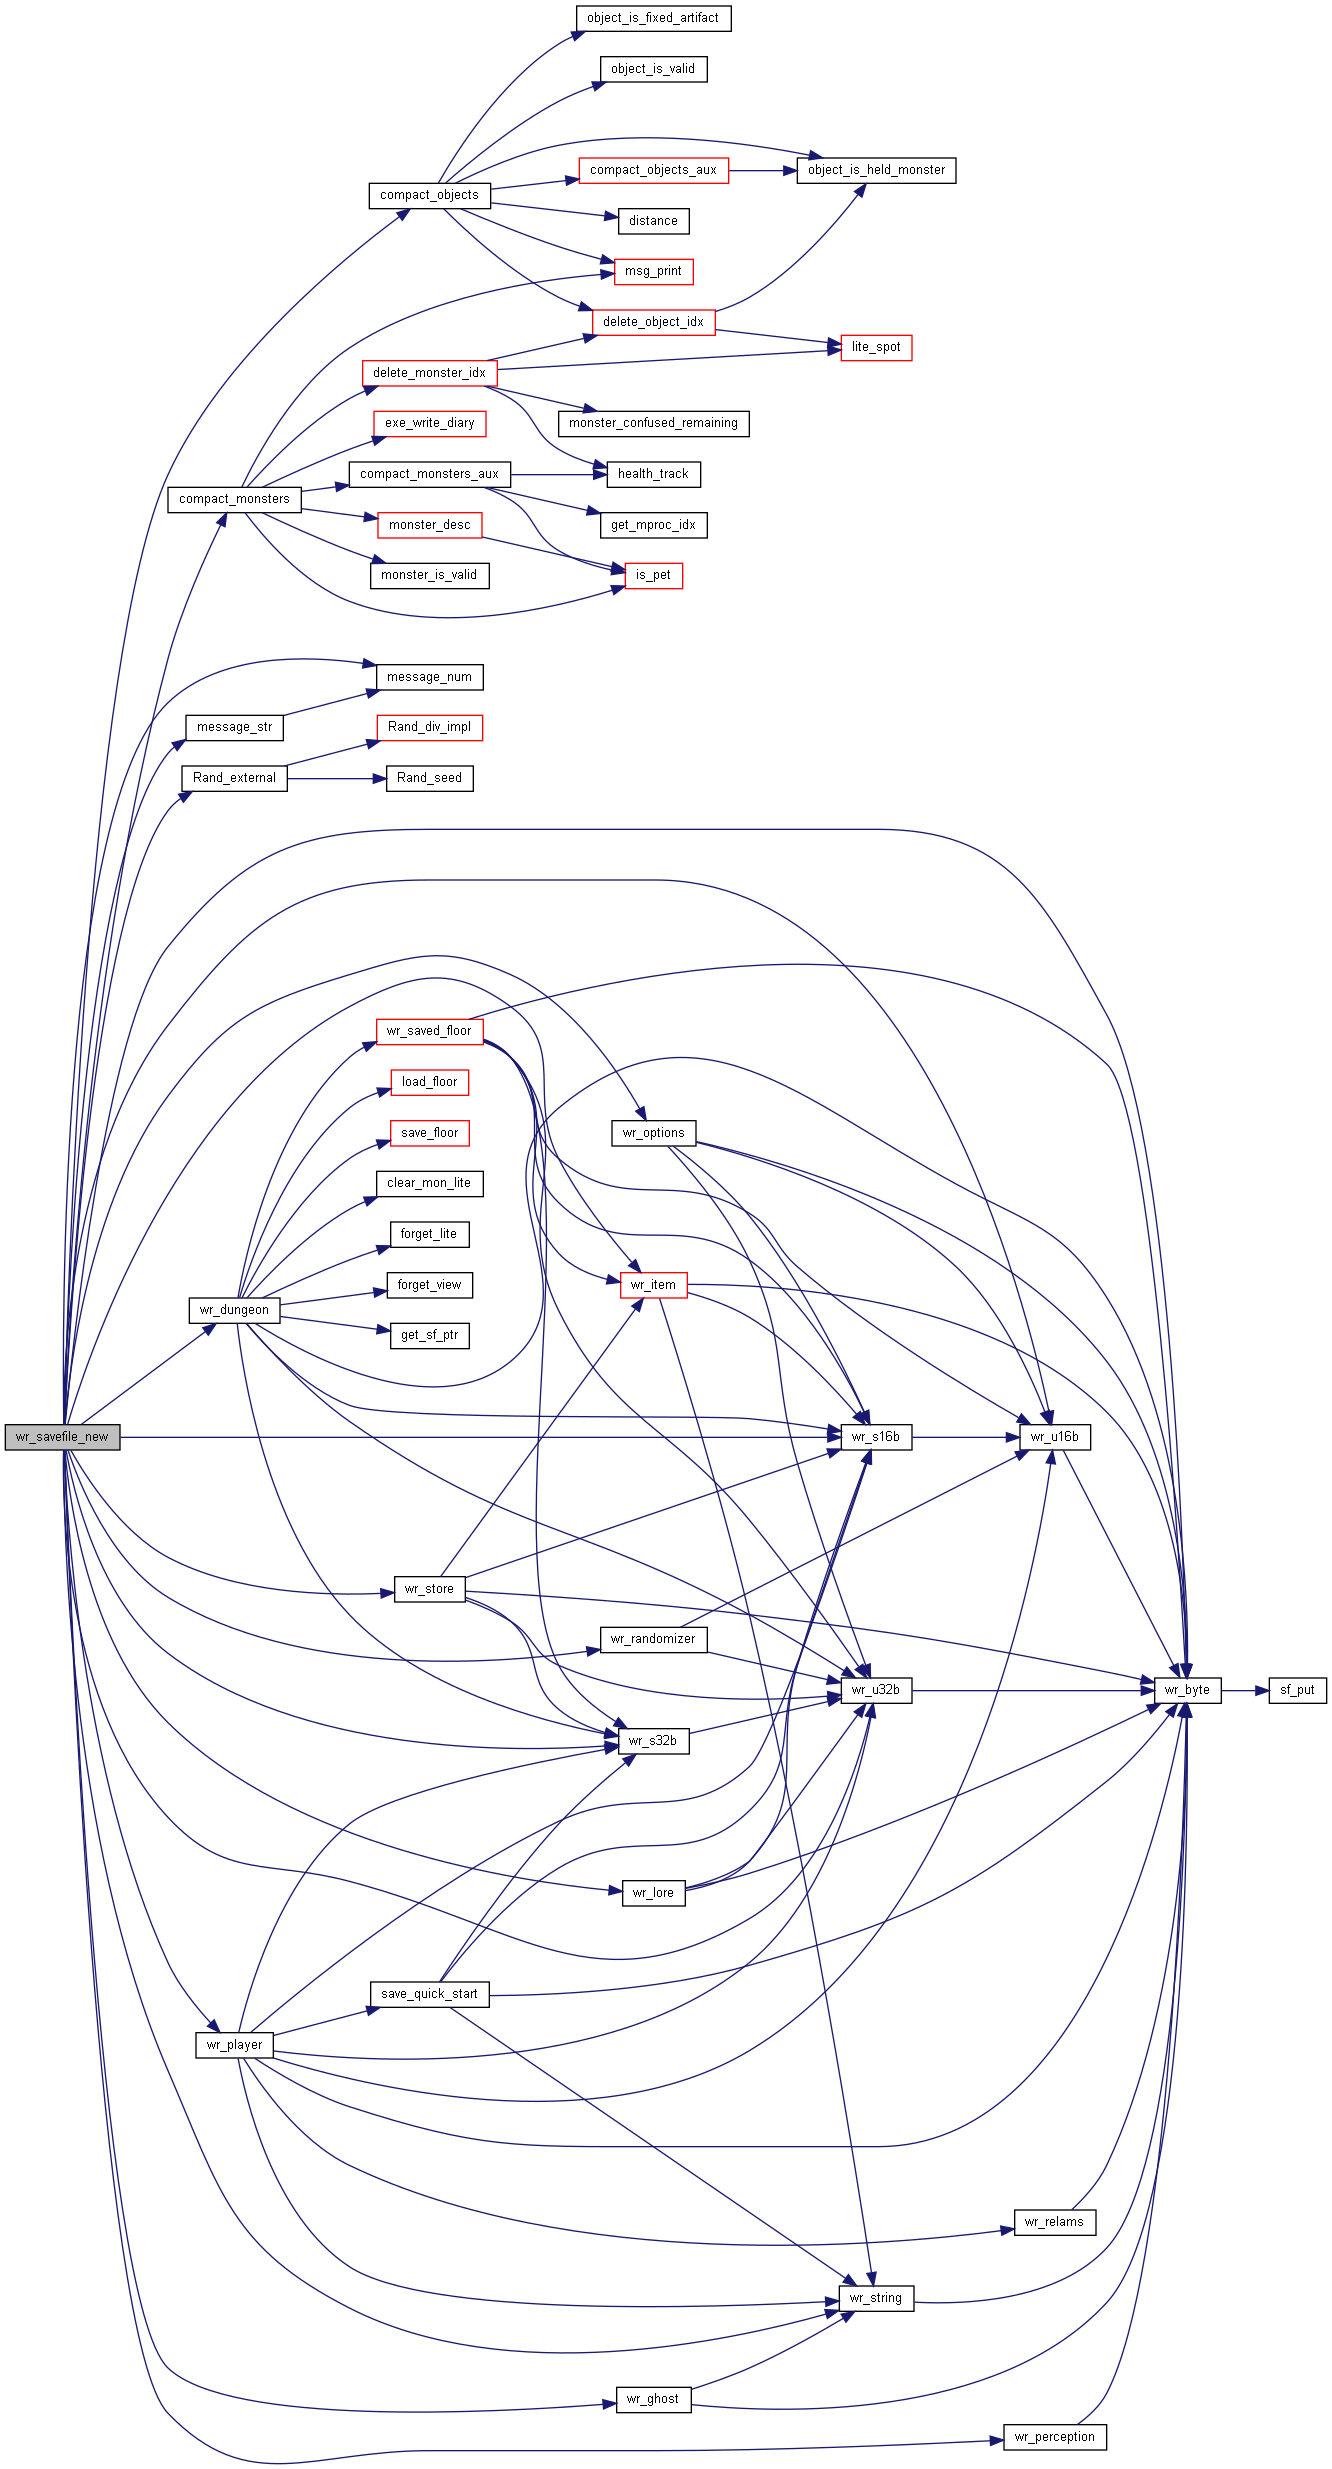 object_is_fixed_artifact
object_is_valid
object_is_held_monster
compact_objects_aux
compact_objects
distance
msg_print
delete_object_idx
lite_spot
delete_monster_idx
exe_write_diary
monster_confused_remaining
compact_monsters_aux
health_track
compact_monsters
monster_desc
get_mproc_idx
monster_is_valid
is_pet
message_num
message_str
Rand_div_impl
Rand_external
Rand_seed
wr_saved_floor
load_floor
save_floor
wr_options
clear_mon_lite
forget_lite
forget_view
wr_item
wr_dungeon
get_sf_ptr
wr_savefile_new
wr_s16b
wr_u16b
wr_store
wr_randomizer
wr_u32b
wr_byte
sf_put
wr_s32b
wr_lore
save_quick_start
wr_player
wr_relams
wr_string
wr_ghost
wr_perception